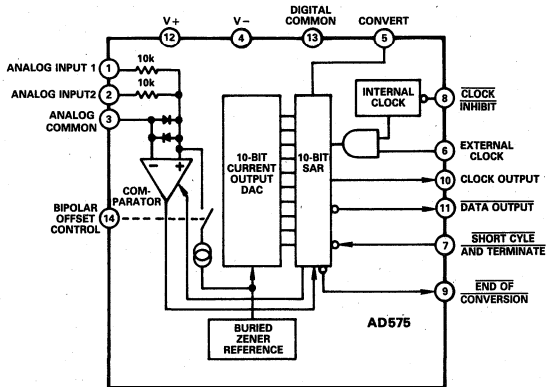 V+
V−
DIGITAL
COMMON
CONVERT
12
4
13
5
ANALOG INPUT 1
1
10k
ANALOG INPUT2
2
10k
ANALOG
COMMON
3
INTERNAL
CLOCK
8
CLOCK
INHIBIT
10-BIT
CURRENT
OUTPUT
DAC
10-BIT
SAR
6
EXTERNAL
CLOCK
10
CLOCK OUTPUT
− +
COM-
PARATOR
11
DATA OUTPUT
BIPOLAR
OFFSET
CONTROL
14
7
SHORT CYLE
AND TERMINATE
9
END OF
CONVERSION
BURIED
ZENER
REFERENCE
AD575